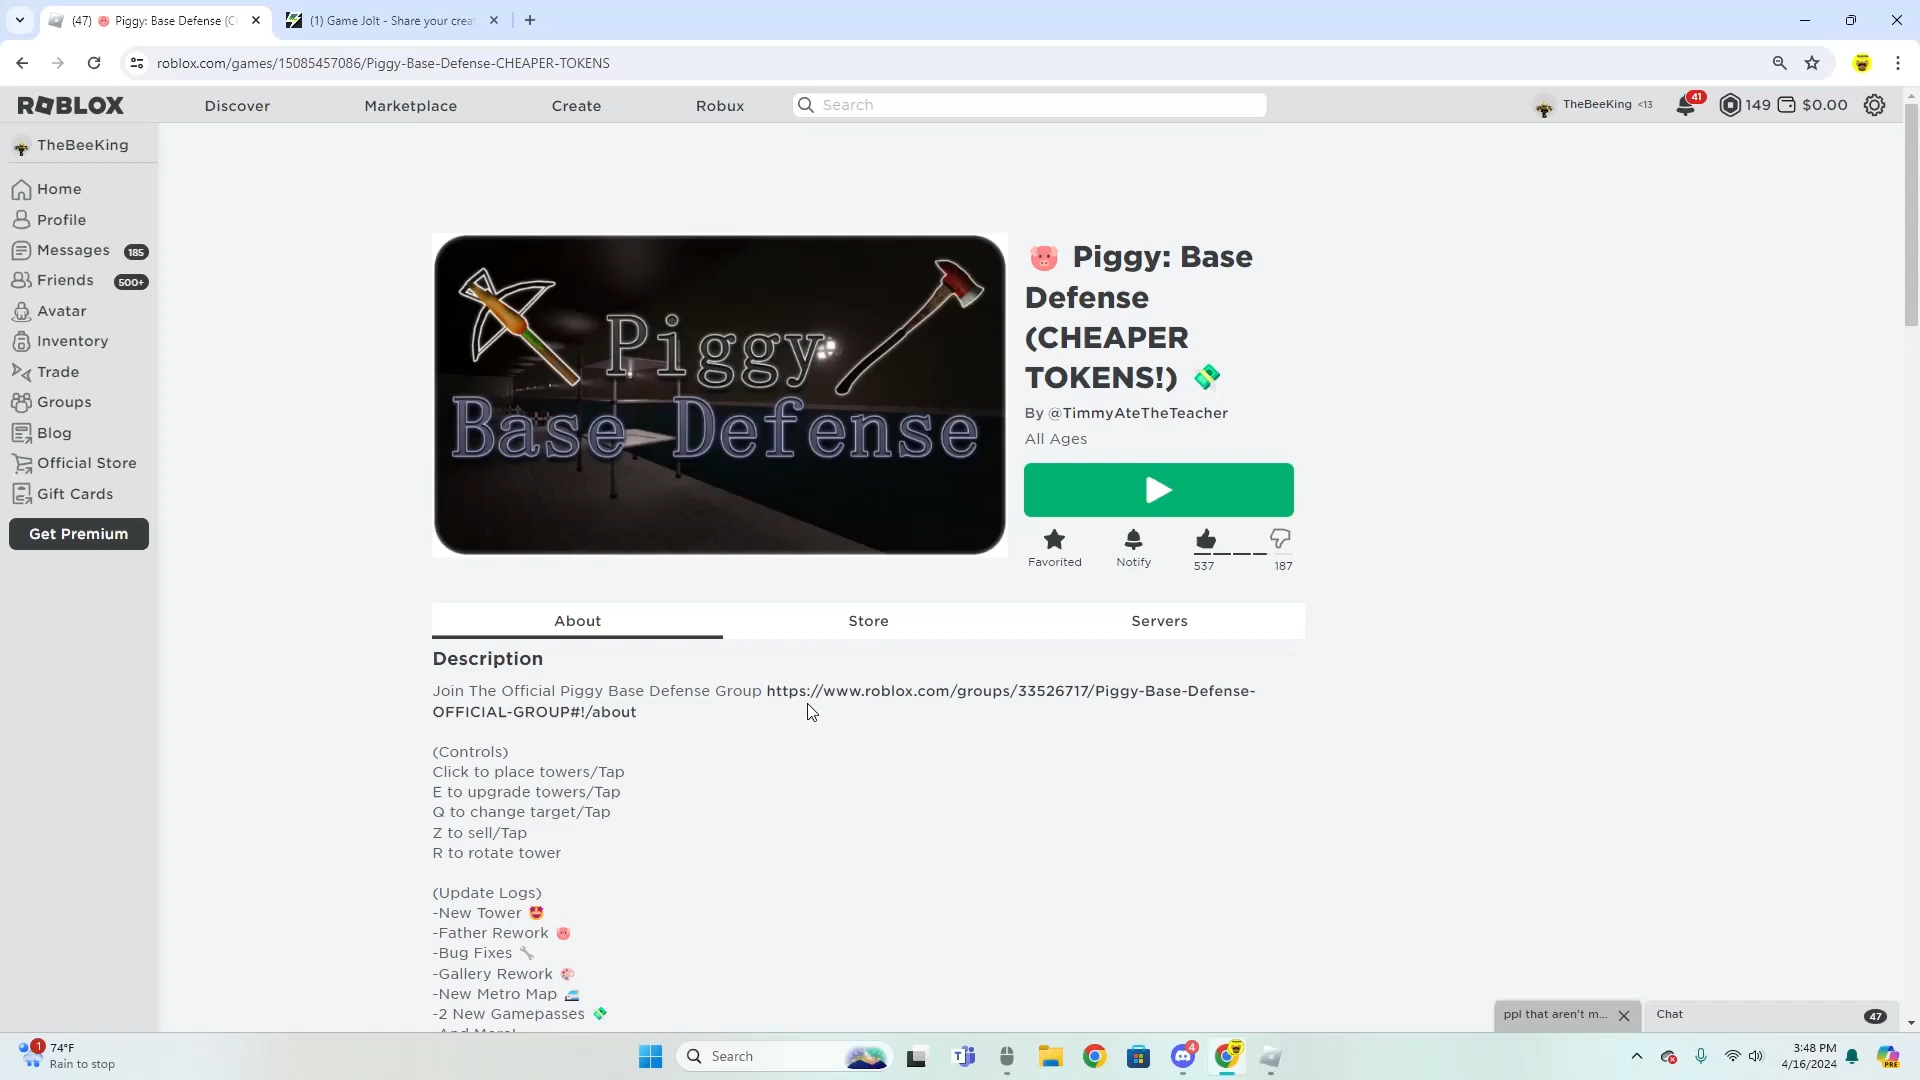 (47) Piggy: Base Defense (C
(1) Game Jolt - Share your crea
roblox.com/games/15085457086/Piggy-Base-Defense-CHEAPER-TOKENS
ROBLOX
Discover
Marketplace
Create
Robux
Search
TheBeeKing <13
41
149
$0.00
TheBeeKing
Home
Profile
Messages 185
Friends 500+
Avatar
Inventory
Trade
Groups
Blog
Official Store
Gift Cards
Get Premium
Piggy
Base Defense
Piggy: Base
Defense
(CHEAPER
TOKENS!)
By @TimmyAteTheTeacher
All Ages
Favorited
Notify
537
187
About
Store
Servers
Description
Join The Official Piggy Base Defense Group https://www.roblox.com/groups/33526717/Piggy-Base-Defense-
OFFICIAL-GROUP#!/about
(Controls)
Click to place towers/Tap
E to upgrade towers/Tap
Q to change target/Tap
Z to sell/Tap
R to rotate tower
(Update Logs)
-New Tower
-Father Rework
-Bug Fixes
-Gallery Rework
-New Metro Map
-2 New Gamepasses
-And More!
ppl that aren't m...
Chat
47
1
74°F
Rain to stop
Search
4
3:48 PM
4/16/2024
PRE